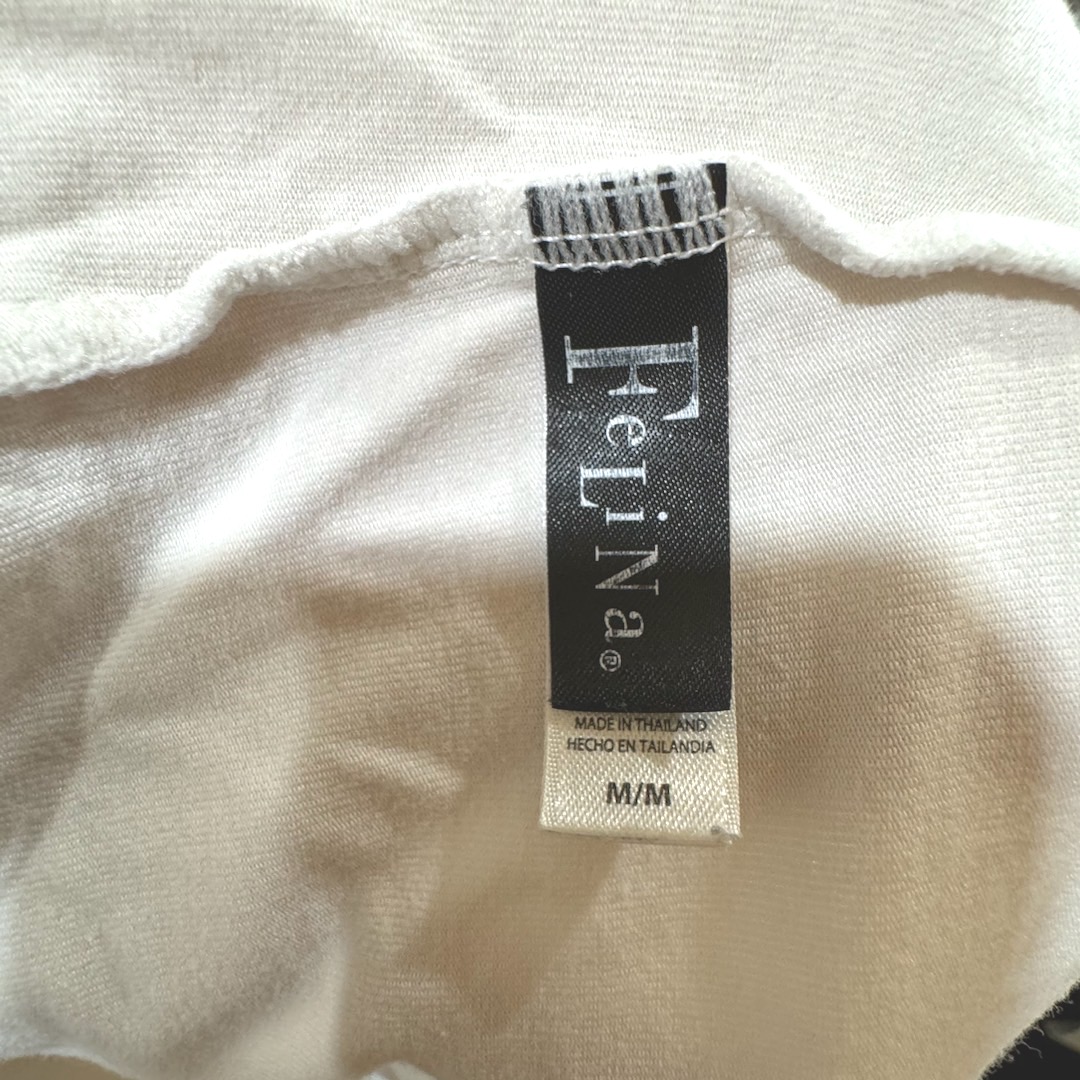 FeLiNa®
MADE IN THAILAND
HECHO EN TAILANDIA
M/M